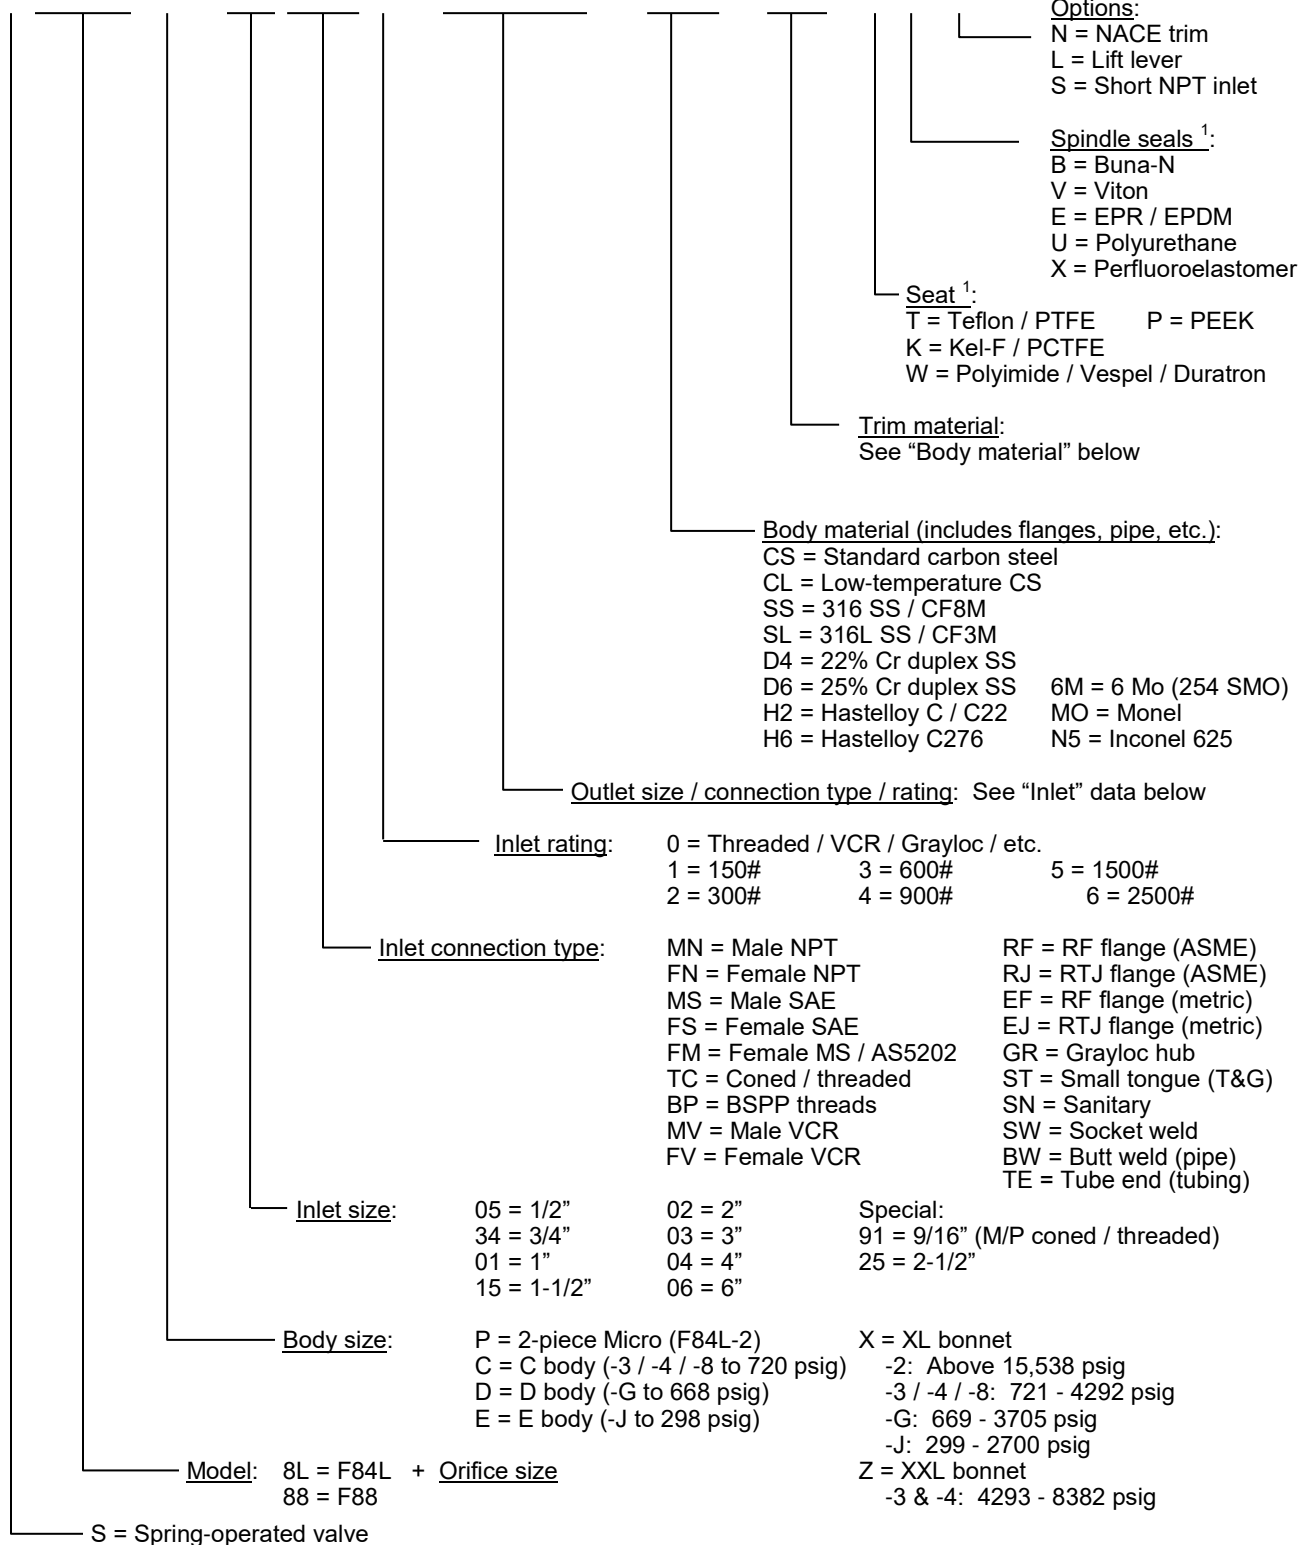 Options:
N = NACE trim
L = Lift lever
S = Short NPT inlet
Spindle seals 1:
B = Buna-N
V = Viton
E = EPR / EPDM
U = Polyurethane
X = Perfluoroelastomer
Seat 1:
T = Teflon / PTFE P = PEEK
K = Kel-F / PCTFE
W = Polyimide / Vespel / Duratron
Trim material:
See “Body material” below
Body material (includes flanges, pipe, etc.):
CS = Standard carbon steel
CL = Low-temperature CS
SS = 316 SS / CF8M
SL = 316L SS / CF3M
D4 = 22% Cr duplex SS
D6 = 25% Cr duplex SS 6M = 6 Mo (254 SMO)
H2 = Hastelloy C / C22 MO = Monel
H6 = Hastelloy C276 N5 = Inconel 625
Outlet size / connection type / rating: See “Inlet” data below
Inlet rating: 0 = Threaded / VCR / Grayloc / etc.
1 = 150# 3 = 600# 5 = 1500#
2 = 300# 4 = 900# 6 = 2500#
Inlet connection type: MN = Male NPT RF = RF flange (ASME)
FN = Female NPT RJ = RTJ flange (ASME)
MS = Male SAE EF = RF flange (metric)
FS = Female SAE EJ = RTJ flange (metric)
FM = Female MS / AS5202 GR = Grayloc hub
TC = Coned / threaded ST = Small tongue (T&G)
BP = BSPP threads SN = Sanitary
MV = Male VCR SW = Socket weld
FV = Female VCR BW = Butt weld (pipe)
TE = Tube end (tubing)
Inlet size: 05 = 1/2” 02 = 2” Special:
34 = 3/4” 03 = 3” 91 = 9/16” (M/P coned / threaded)
01 = 1” 04 = 4” 25 = 2-1/2”
15 = 1-1/2” 06 = 6”
Body size: P = 2-piece Micro (F84L-2) X = XL bonnet
C = C body (-3 / -4 / -8 to 720 psig) -2: Above 15,538 psig
D = D body (-G to 668 psig) -3 / -4 / -8: 721 - 4292 psig
E = E body (-J to 298 psig) -G: 669 - 3705 psig
-J: 299 - 2700 psig
Model: 8L = F84L + Orifice size Z = XXL bonnet
88 = F88 -3 & -4: 4293 - 8382 psig
S = Spring-operated valve